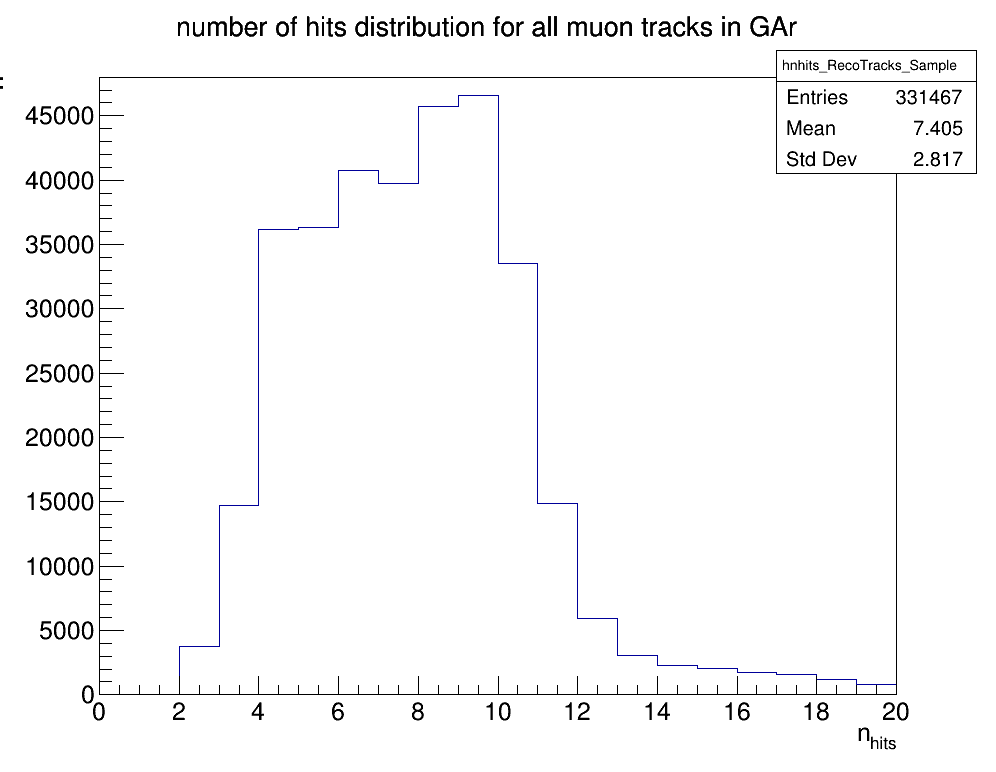 number of hits distribution for all muon tracks in GAr
hnhits_RecoTracks_Sample
Entries 331467
Mean 7.405
Std Dev 2.817
45000
40000
35000
30000
25000
20000
15000
10000
5000
0
0 2 4 6 8 10 12 14 16 18 20
n_hits